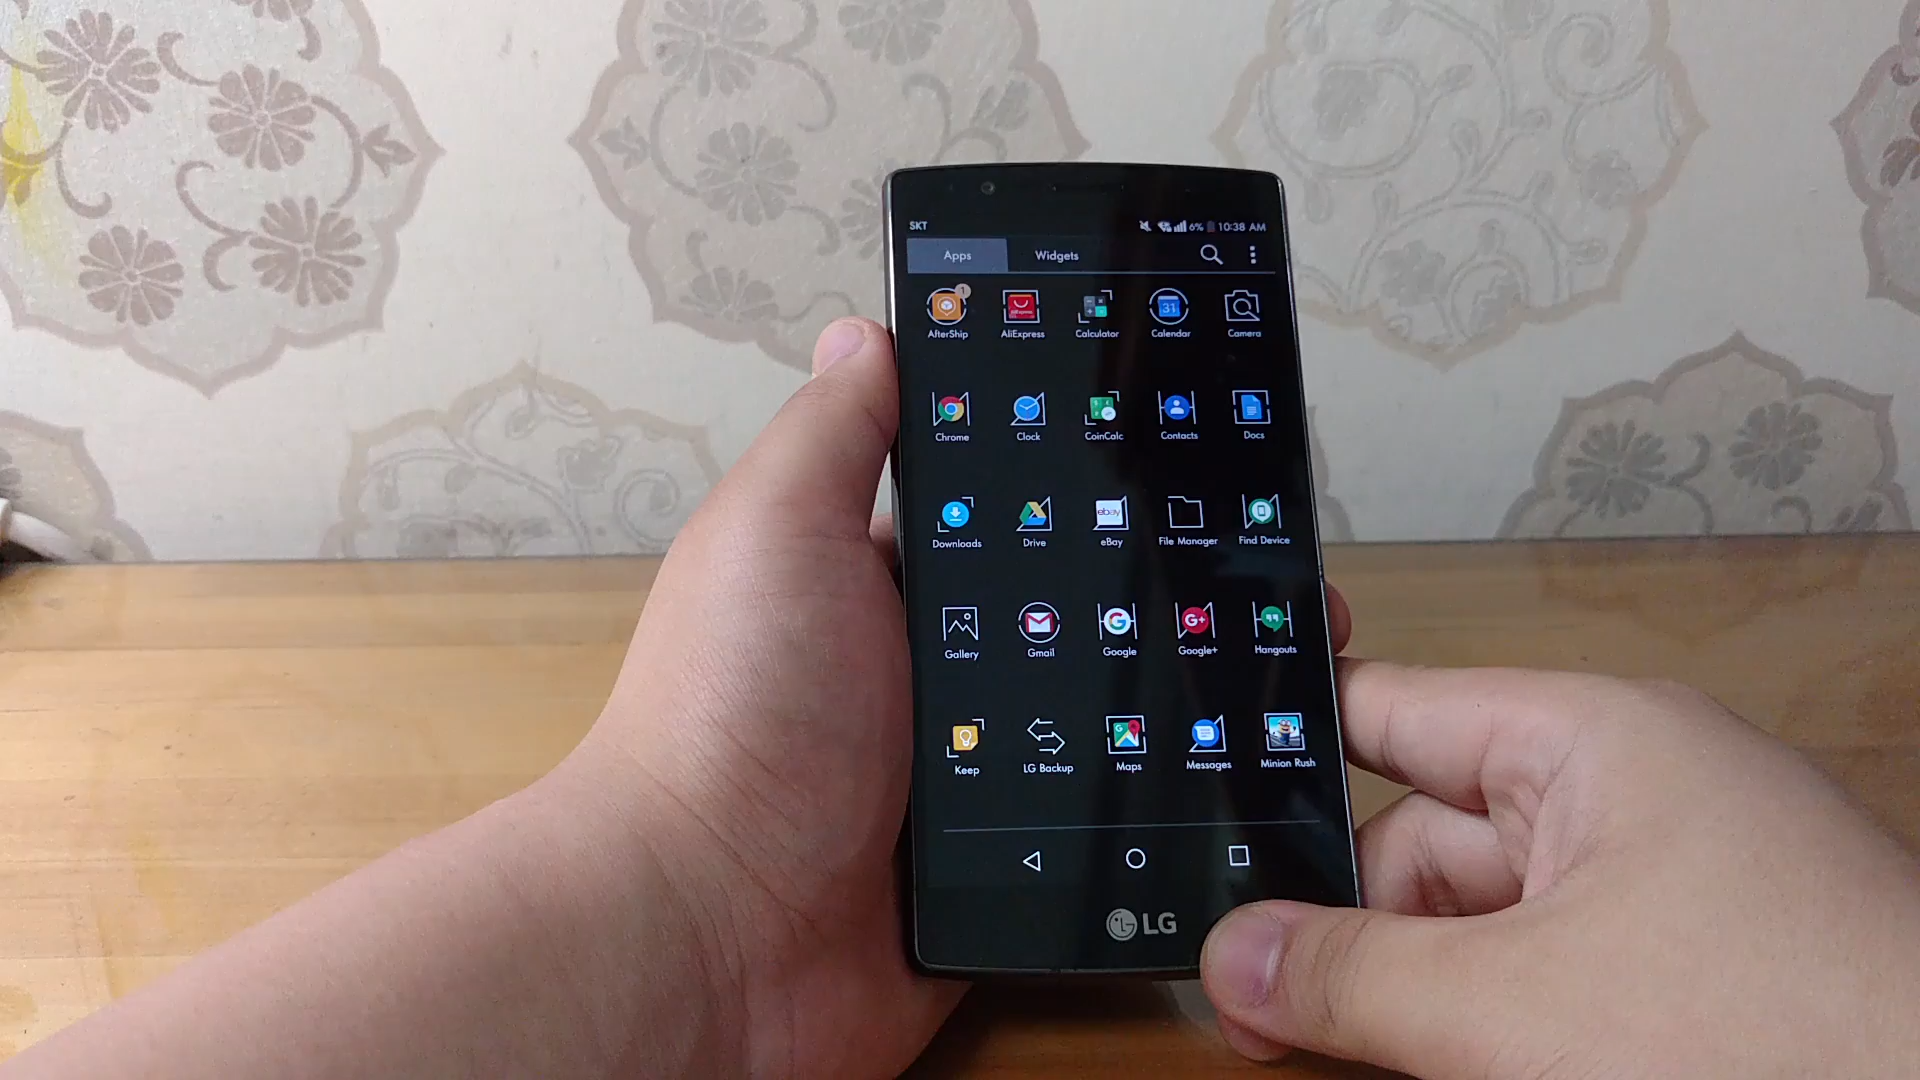 SKT 6% 10:38 AM
Apps Widgets
1
AliExpress
31
AfterShip AliExpress Calculator Calendar Camera
Chrome Clock CoinCalc Contacts Docs
ebay
Downloads Drive eBay File Manager Find Device
G G+
Gallery Gmail Google Google+ Hangouts
G
Keep LG Backup Maps Messages Minion Rush
LG